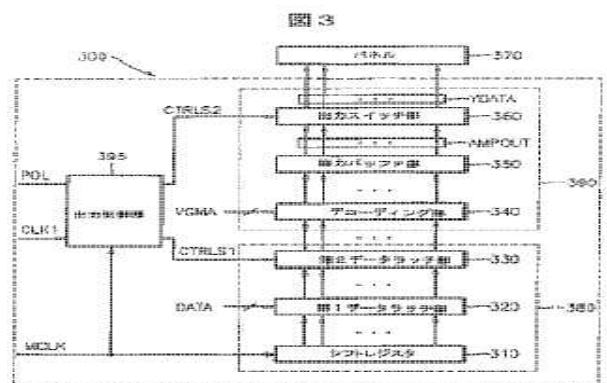 図3
300
パネル
370
CTRLS2
YDATA
出力スイッチ部
360
395
AMPOUT
POL
出力バッファ部
350
390
出力制御部
VGMA
デコーディング部
340
CLK1
CTRLS1
第2データラッチ部
330
DATA
第1データラッチ部
320
380
MCLK
シフトレジスタ
310